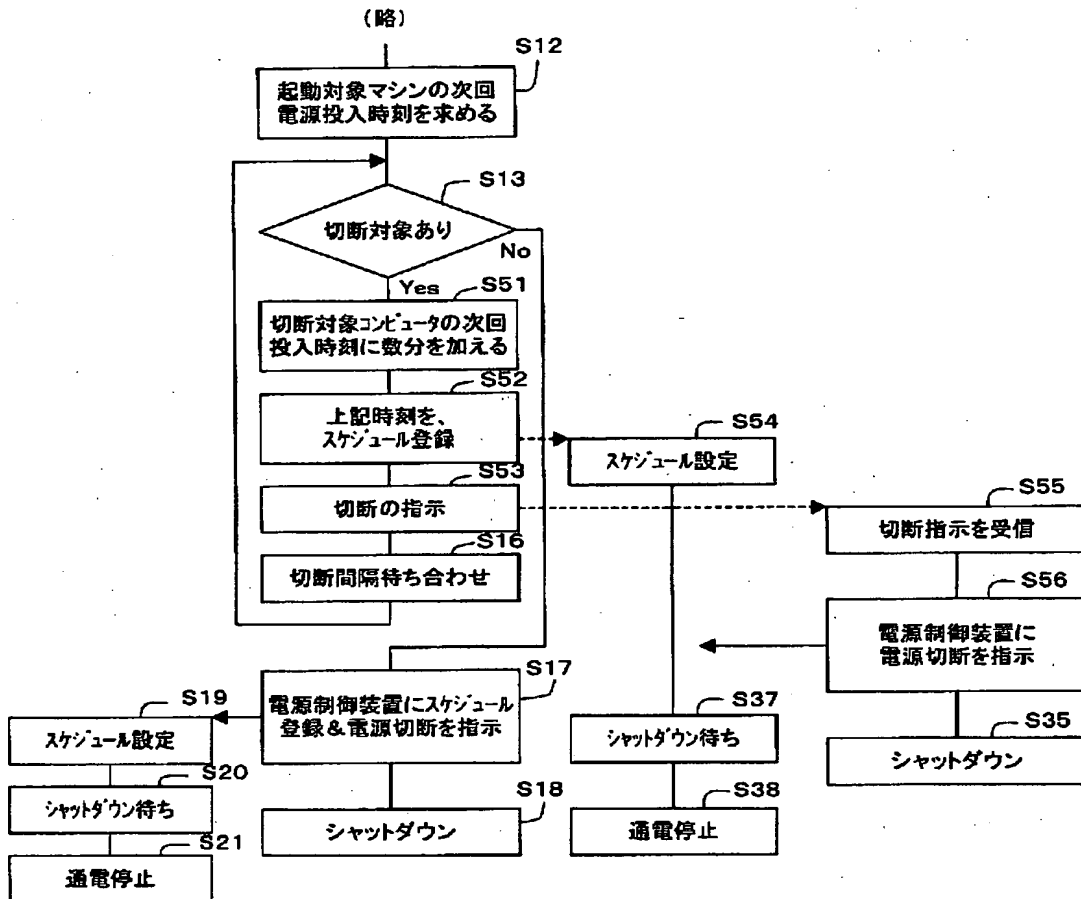 (略)
S12
起動対象マシンの次回
電源投入時刻を求める
S13
切断対象あり
No
Yes
S51
切断対象コンピュータの次回
投入時刻に数分を加える
S52
上記時刻を、
スケジュール登録
S54
スケジュール設定
S53
切断の指示
S55
切断指示を受信
S16
切断間隔待ち合わせ
S56
電源制御装置に
電源切断を指示
S17
電源制御装置にスケジュール
登録&電源切断を指示
S19
スケジュール設定
S37
シャットダウン待ち
S35
シャットダウン
S20
シャットダウン待ち
S18
シャットダウン
S38
通電停止
S21
通電停止